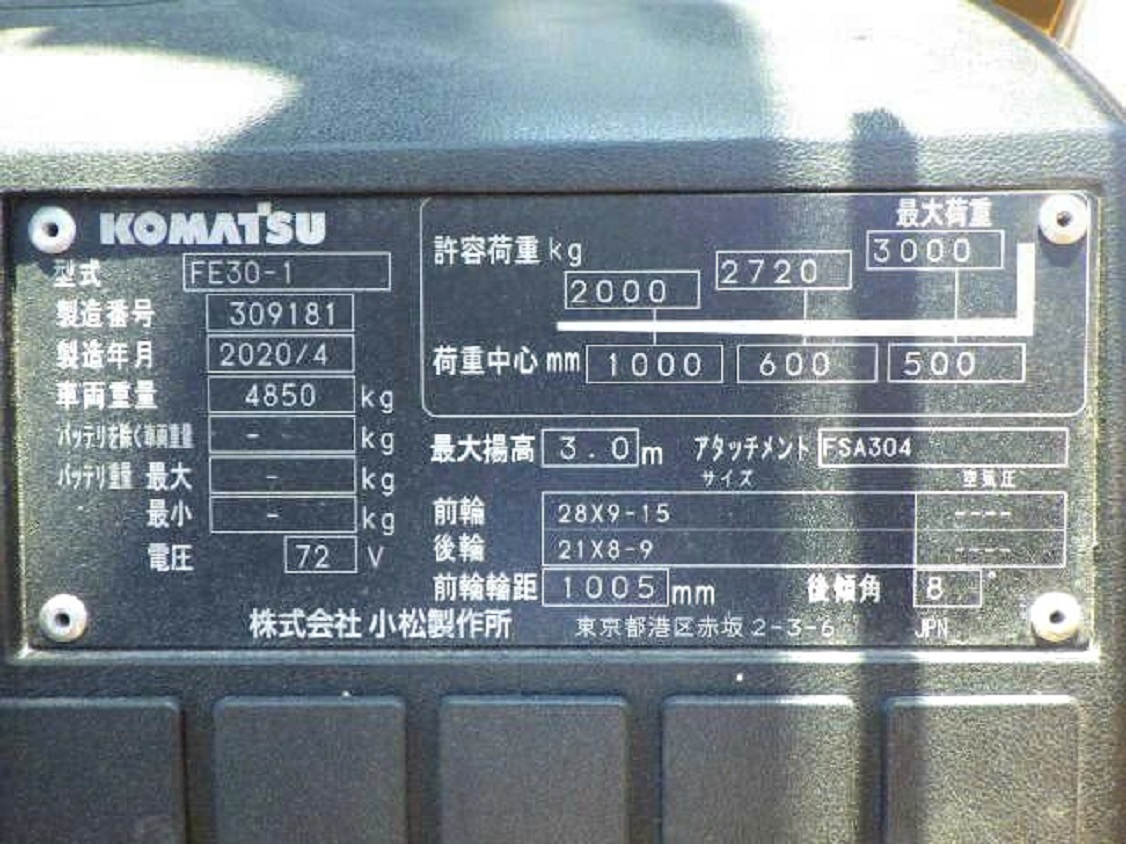 KOMATSU
型式 FE30-1
製造番号 309181
製造年月 2020/4
車両重量 4850 kg
バッテリを除く車両重量 - kg
バッテリ重量 最大 - kg
最小 - kg
電圧 72 V
最大荷重
許容荷重 kg 2000 2720 3000
荷重中心 mm 1000 600 500
最大揚高 3.0 m アタッチメント FSA304
サイズ 空気圧
前輪 28X9-15 ----
後輪 21X8-9 ----
前輪輪距 1005 mm 後傾角 8°
株式会社 小松製作所 東京都港区赤坂 2-3-6 JPN